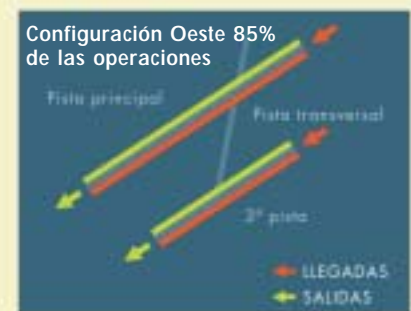 Configuración Oeste 85%
de las operaciones
Pista principal
Pista transversal
3ª pista
LLEGADAS
SALIDAS